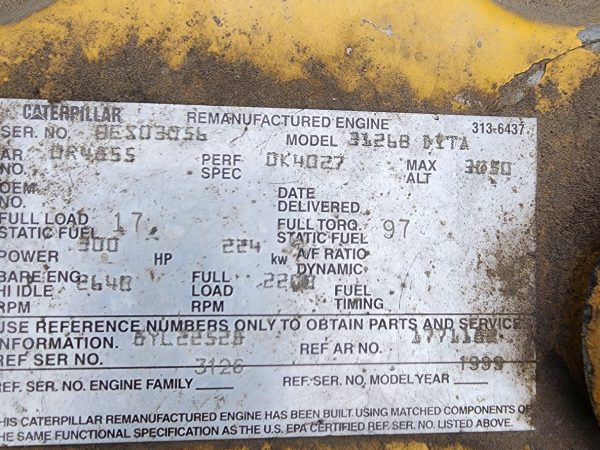 CATERPILLAR REMANUFACTURED ENGINE 313-6437
SER. NO. BES03056 MODEL 3126B DITA
AR NO. 0R4855 PERF SPEC 0K4027 MAX ALT 3050
OEM NO. DATE DELIVERED
FULL LOAD STATIC FUEL 17 FULL TORQ. STATIC FUEL 97
POWER 300 HP 224 kw A/F RATIO DYNAMIC
BARE ENG HI IDLE RPM 2640 FULL LOAD RPM FUEL TIMING
USE REFERENCE NUMBERS ONLY TO OBTAIN PARTS AND SERVICE
INFORMATION.
REF SER NO. REF AR NO.
REF. SER. NO. ENGINE FAMILY 3126 REF. SER. NO. MODEL YEAR 1999
THIS CATERPILLAR REMANUFACTURED ENGINE HAS BEEN BUILT USING MATCHED COMPONENTS OF
THE SAME FUNCTIONAL SPECIFICATION AS THE U.S. EPA CERTIFIED REF. SER. NO. LISTED ABOVE.